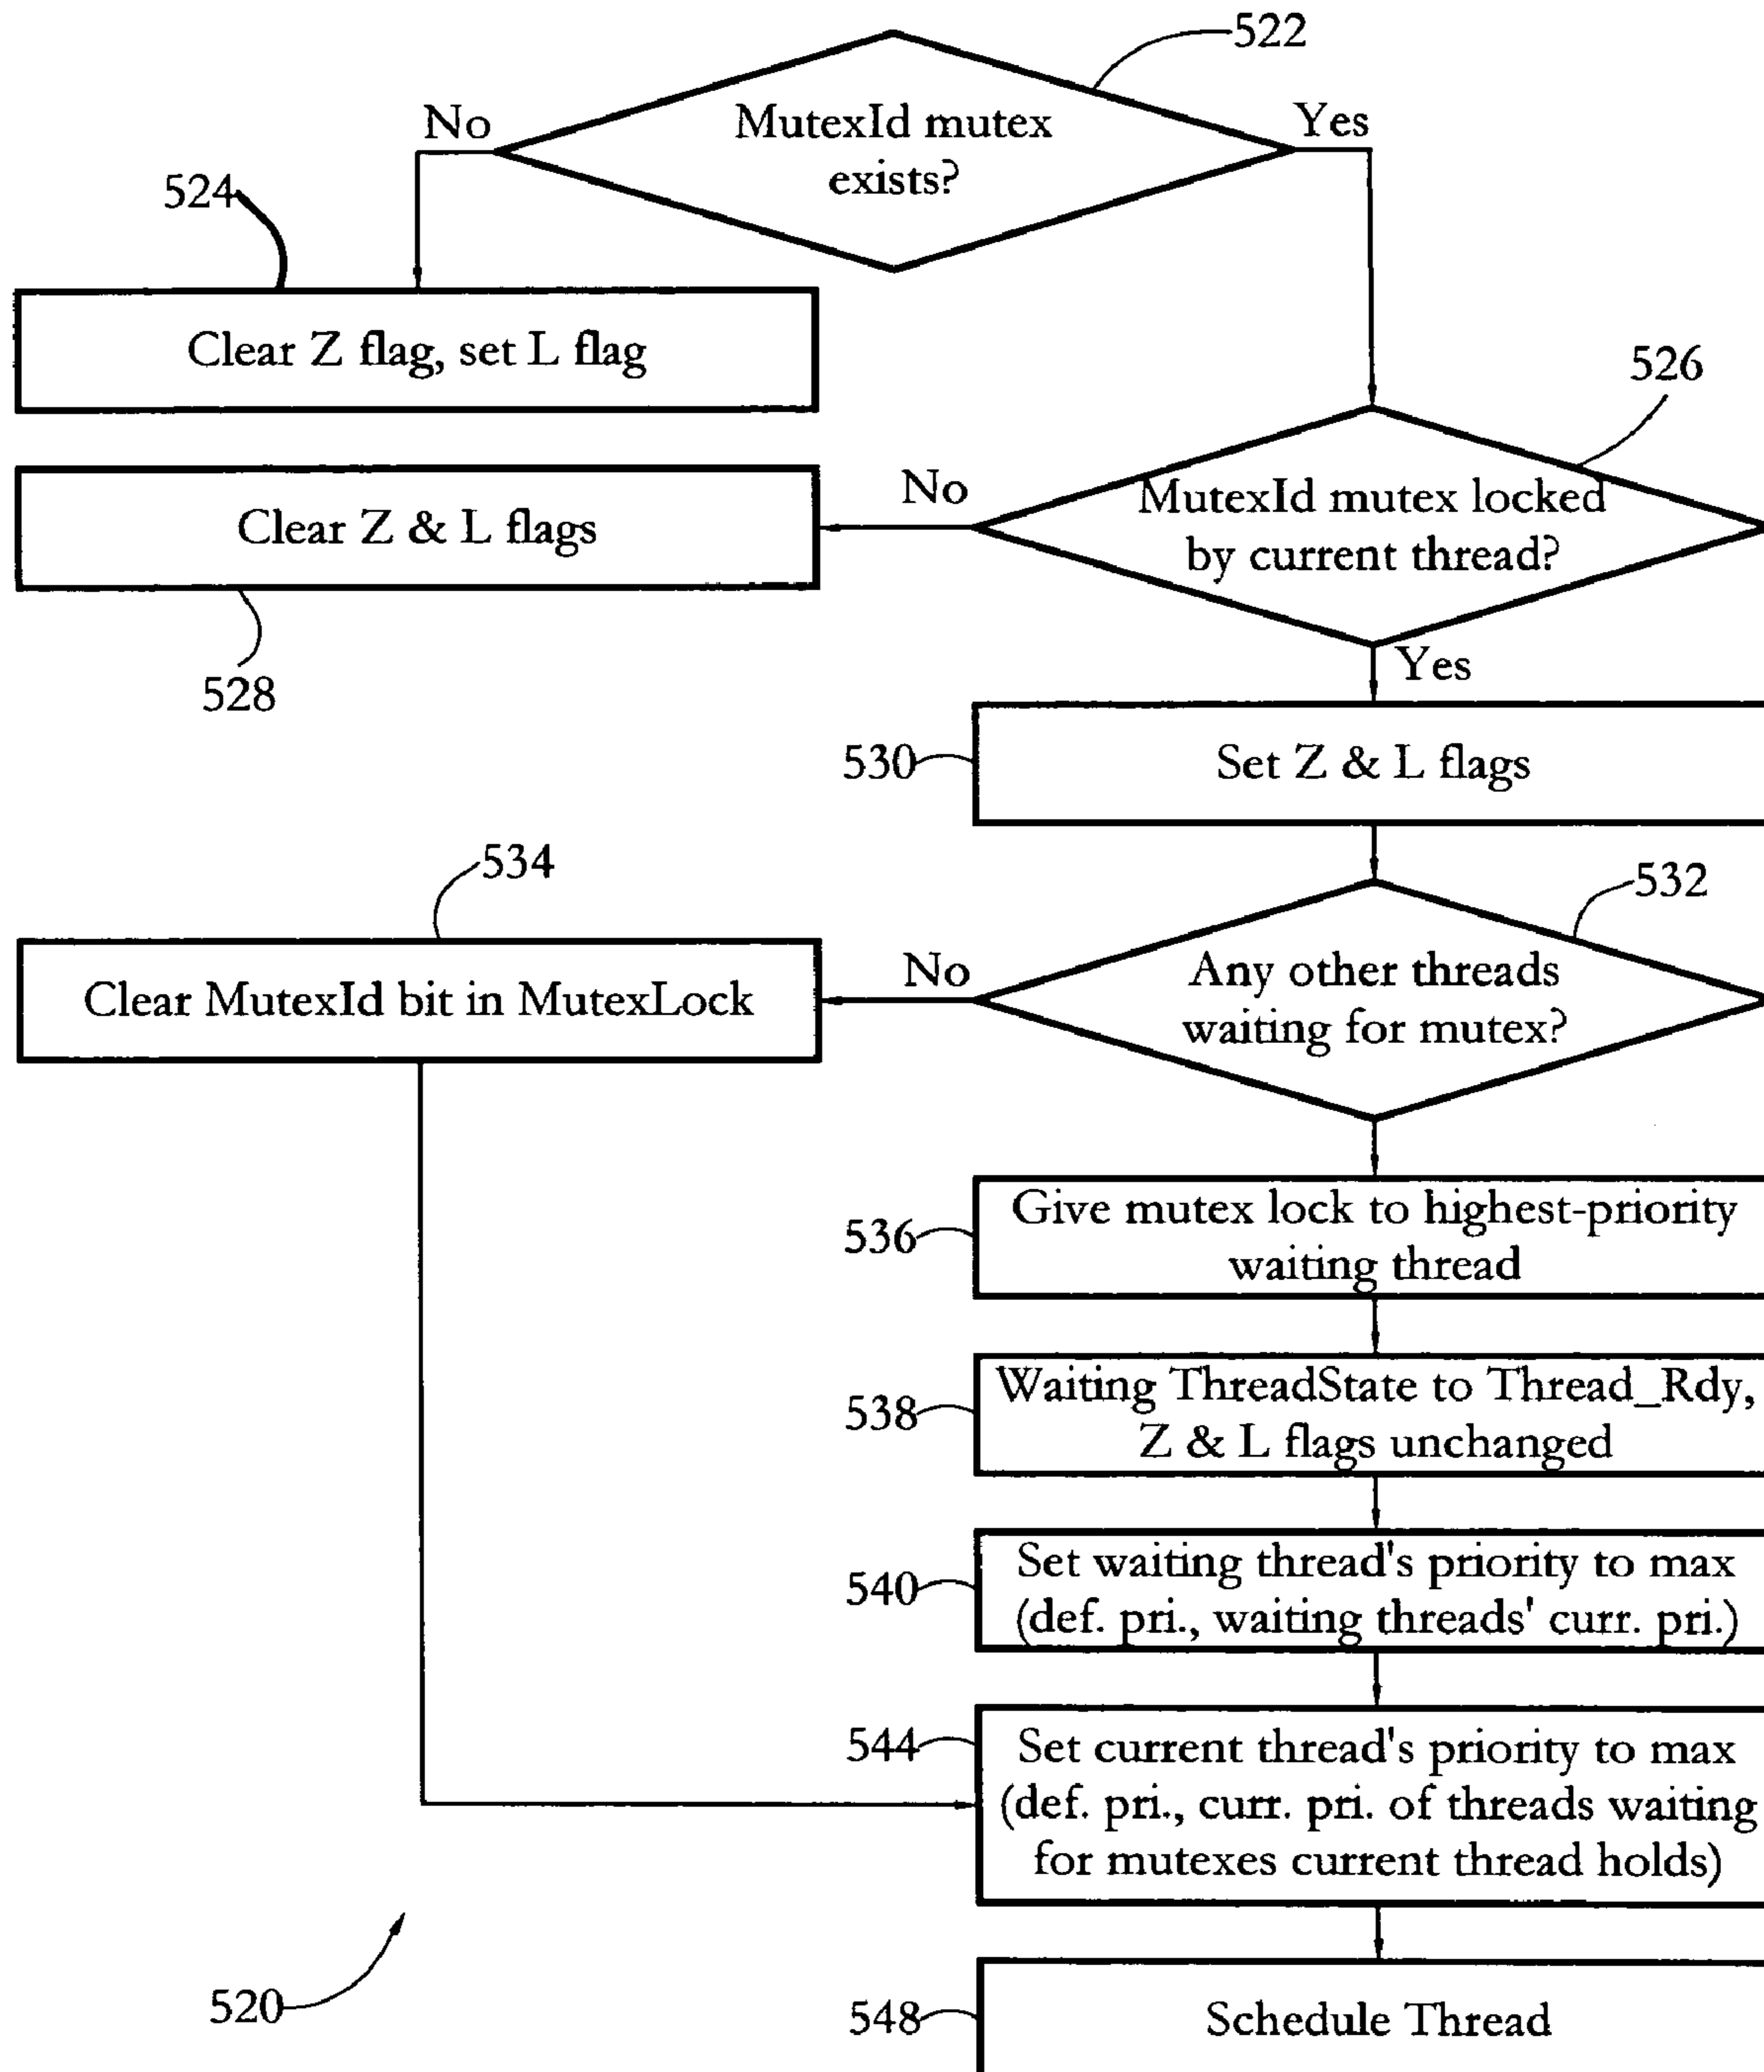 522
MutexId mutex
exists?
No
Yes
524
Clear Z flag, set L flag
526
MutexId mutex locked
by current thread?
No
Clear Z & L flags
528
Yes
530
Set Z & L flags
534
532
Any other threads
waiting for mutex?
No
Clear MutexId bit in MutexLock
536
Give mutex lock to highest-priority
waiting thread
538
Waiting ThreadState to Thread_Rdy,
Z & L flags unchanged
540
Set waiting thread's priority to max
(def. pri., waiting threads' curr. pri.)
544
Set current thread's priority to max
(def. pri., curr. pri. of threads waiting
for mutexes current thread holds)
520
548
Schedule Thread